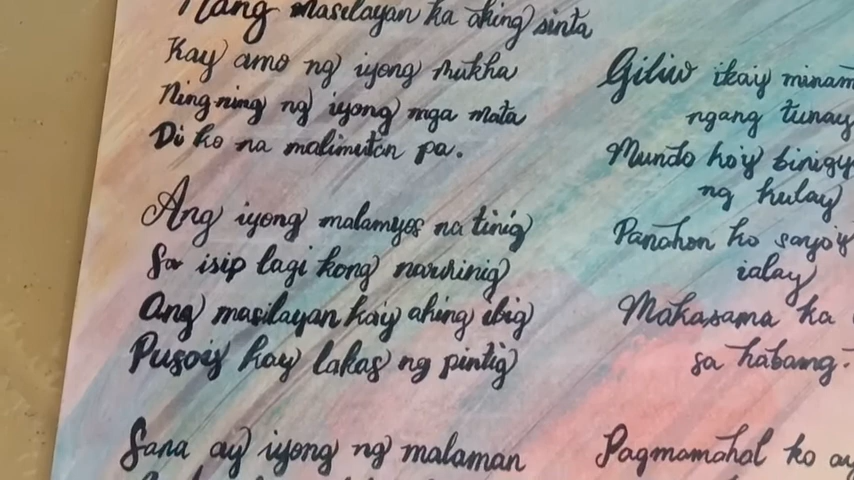 Nang masilayan ka aking sinta
Kay amo ng iyong mukha
Ning-ning ng iyong mga mata
Di ko na malimutan pa.
Ang iyong malamyos na tinig
Sa isip lagi kong naririnig
Ang masilayan kay aking ibig
Puso'y kay lakas ng pintig
Sana ay iyong ng malaman
Giliw ikay minam
ngang tunay
Mundo ko'y binigy
ng kulay
Panahon ko sayo'y
ialay
Makasama ka
sa habang
Pagmamahal ko ay